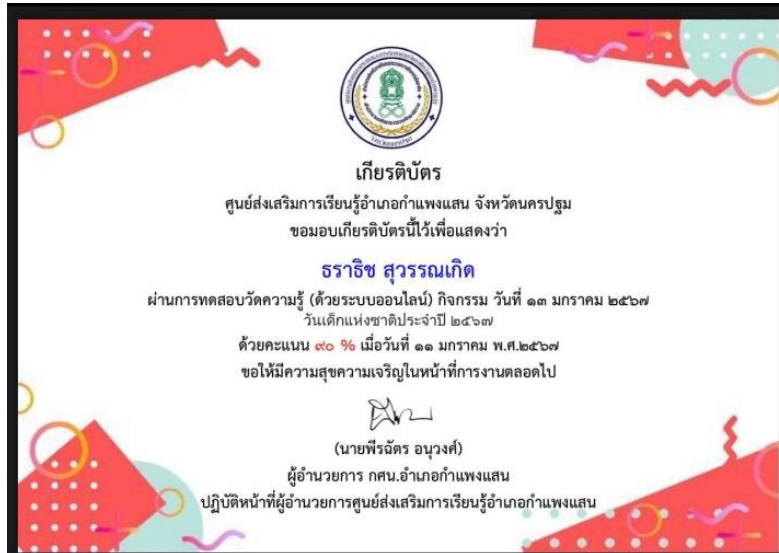 เกียรติบัตร
ศูนย์ส่งเสริมการเรียนรู้อำเภอกำแพงแสน จังหวัดนครปฐม
ขอมอบเกียรติบัตรนี้ไว้เพื่อแสดงว่า
ธราธิช สุวรรณเกิด
ผ่านการทดสอบวัดความรู้ (ด้วยระบบออนไลน์) กิจกรรม วันที่ ๑๓ มกราคม ๒๕๖๗
วันเด็กแห่งชาติประจำปี ๒๕๖๗
ด้วยคะแนน ๙๐ % เมื่อวันที่ ๑๑ มกราคม พ.ศ.๒๕๖๗
ขอให้มีความสุขความเจริญในหน้าที่การงานตลอดไป
(นายพีรฉัตร อนุวงศ์)
ผู้อำนวยการ กศน.อำเภอกำแพงแสน
ปฏิบัติหน้าที่ผู้อำนวยการศูนย์ส่งเสริมการเรียนรู้อำเภอกำแพงแสน